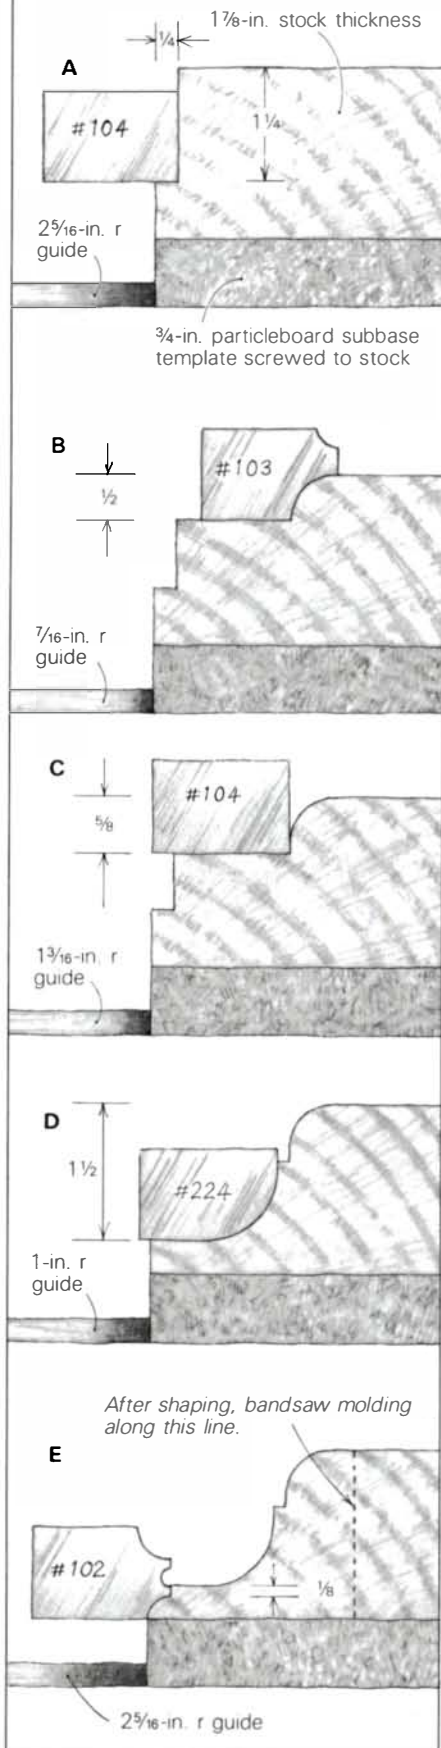 1⅞-in. stock thickness
¼
A
#104
1¼
2⁵⁄₁₆-in. r
guide
¾-in. particleboard subbase
template screwed to stock
B
#103
½
⁷⁄₁₆-in. r
guide
C
#104
⅝
1³⁄₁₆-in. r
guide
D
1½
#224
1-in. r
guide
After shaping, bandsaw molding
along this line.
E
#102
⅛
2⁵⁄₁₆-in. r guide